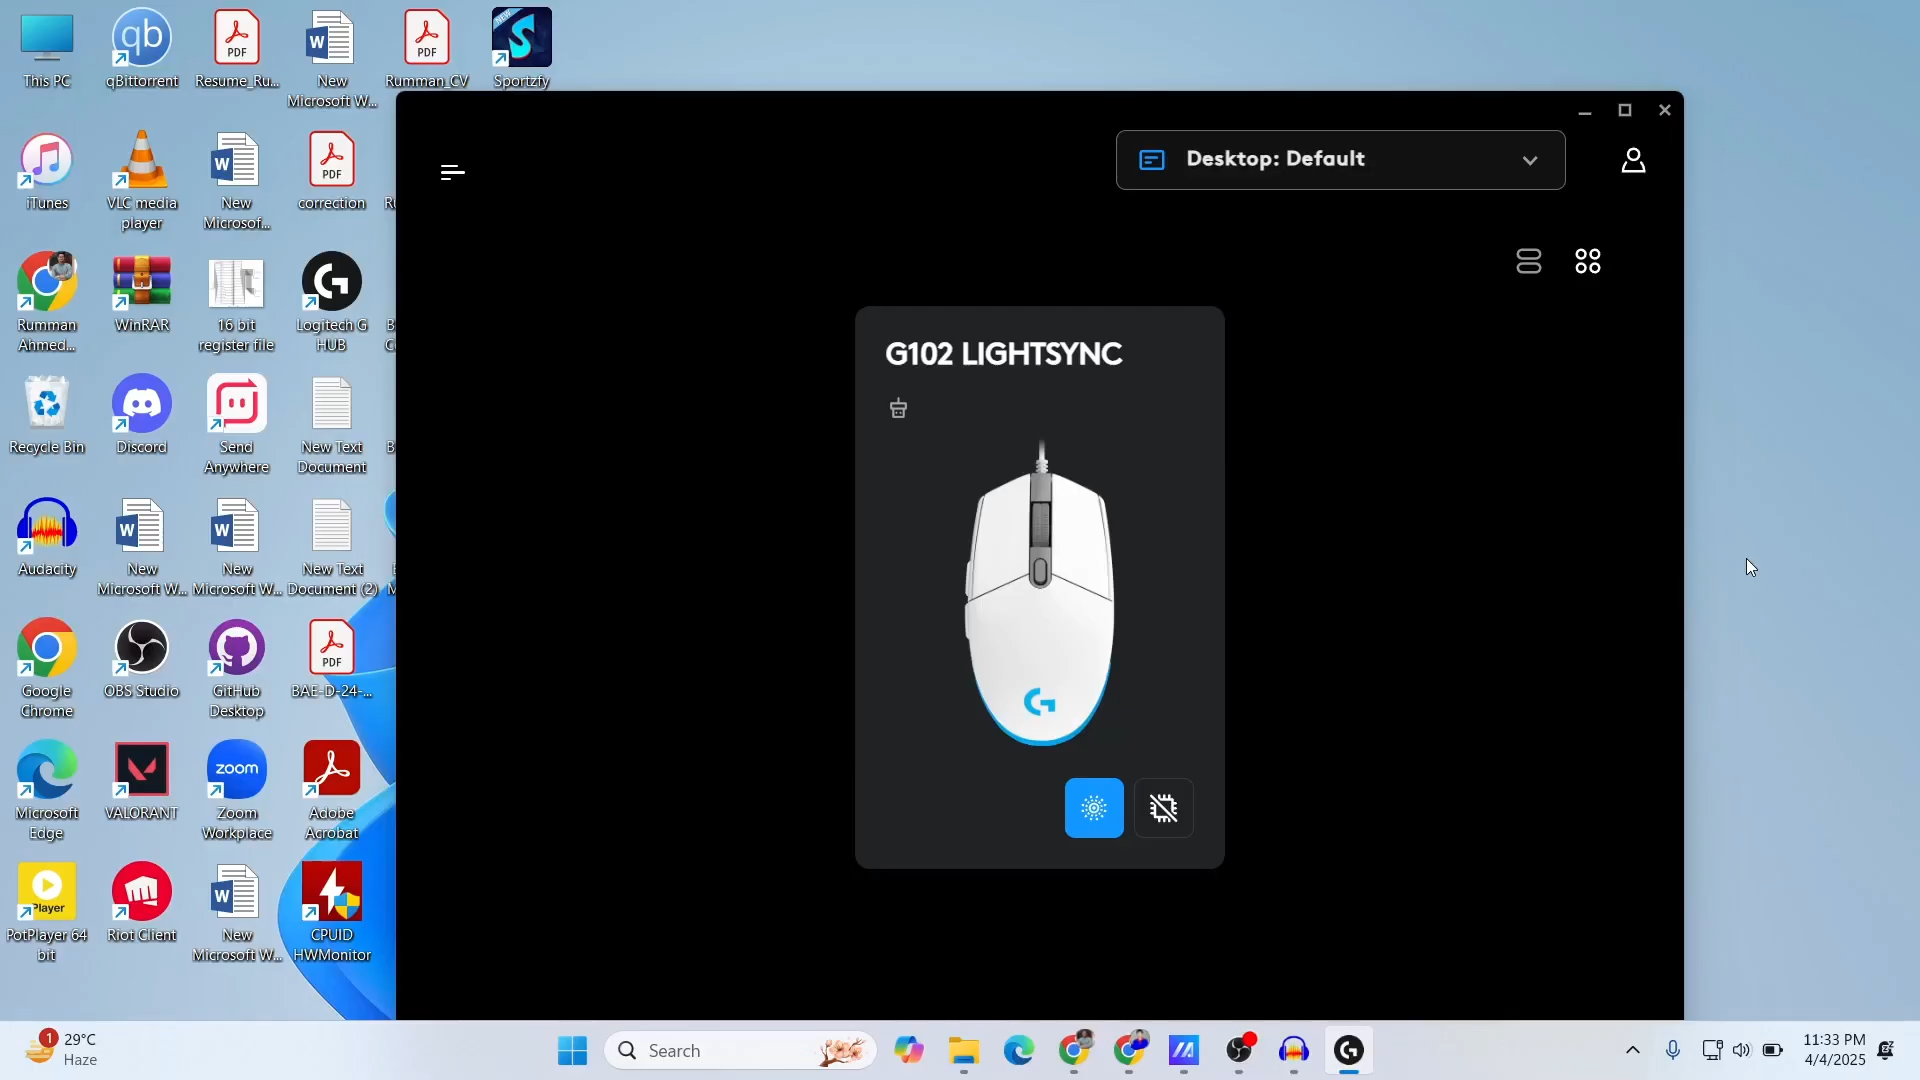 This PC
qBittorrent
Resume_Ru...
New
Microsoft W...
Rumman_CV
Sportzfy
iTunes
VLC media
player
New
Microsof...
correction
Rumman
Ahmed...
WinRAR
16 bit
register file
Logitech G
HUB
Recycle Bin
Discord
Send
Anywhere
New Text
Document
Audacity
New
Microsoft W...
New
Microsoft W...
New Text
Document (2)
Google
Chrome
OBS Studio
GitHub
Desktop
BAE-D-24-...
Microsoft
Edge
VALORANT
zoom
Zoom
Workplace
Adobe
Acrobat
Player
PotPlayer 64
bit
Riot Client
New
Microsoft W...
CPUID
HWMonitor
Desktop: Default
G102 LIGHTSYNC
1
29°C
Haze
Search
11:33 PM
4/4/2025